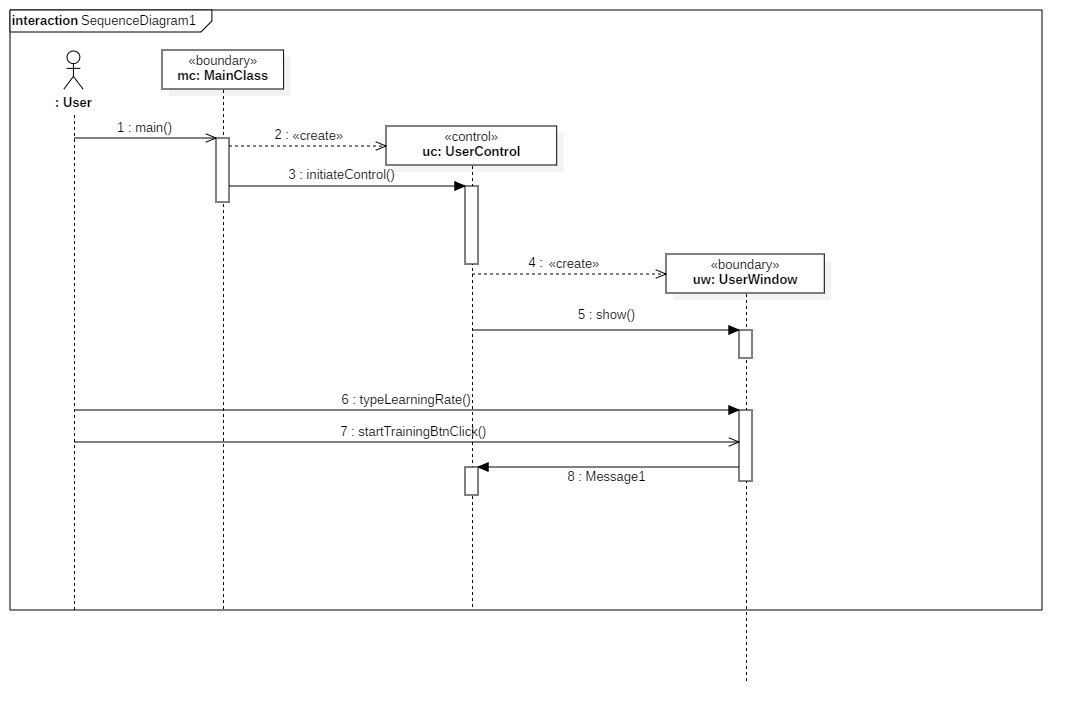 interaction SequenceDiagram1
«boundary»
mc: MainClass
: User
1 : main()
2 : «create»
«control»
uc: UserControl
3 : initiateControl()
4 : «create»
«boundary»
uw: UserWindow
5 : show()
6 : typeLearningRate()
7 : startTrainingBtnClick()
8 : Message1